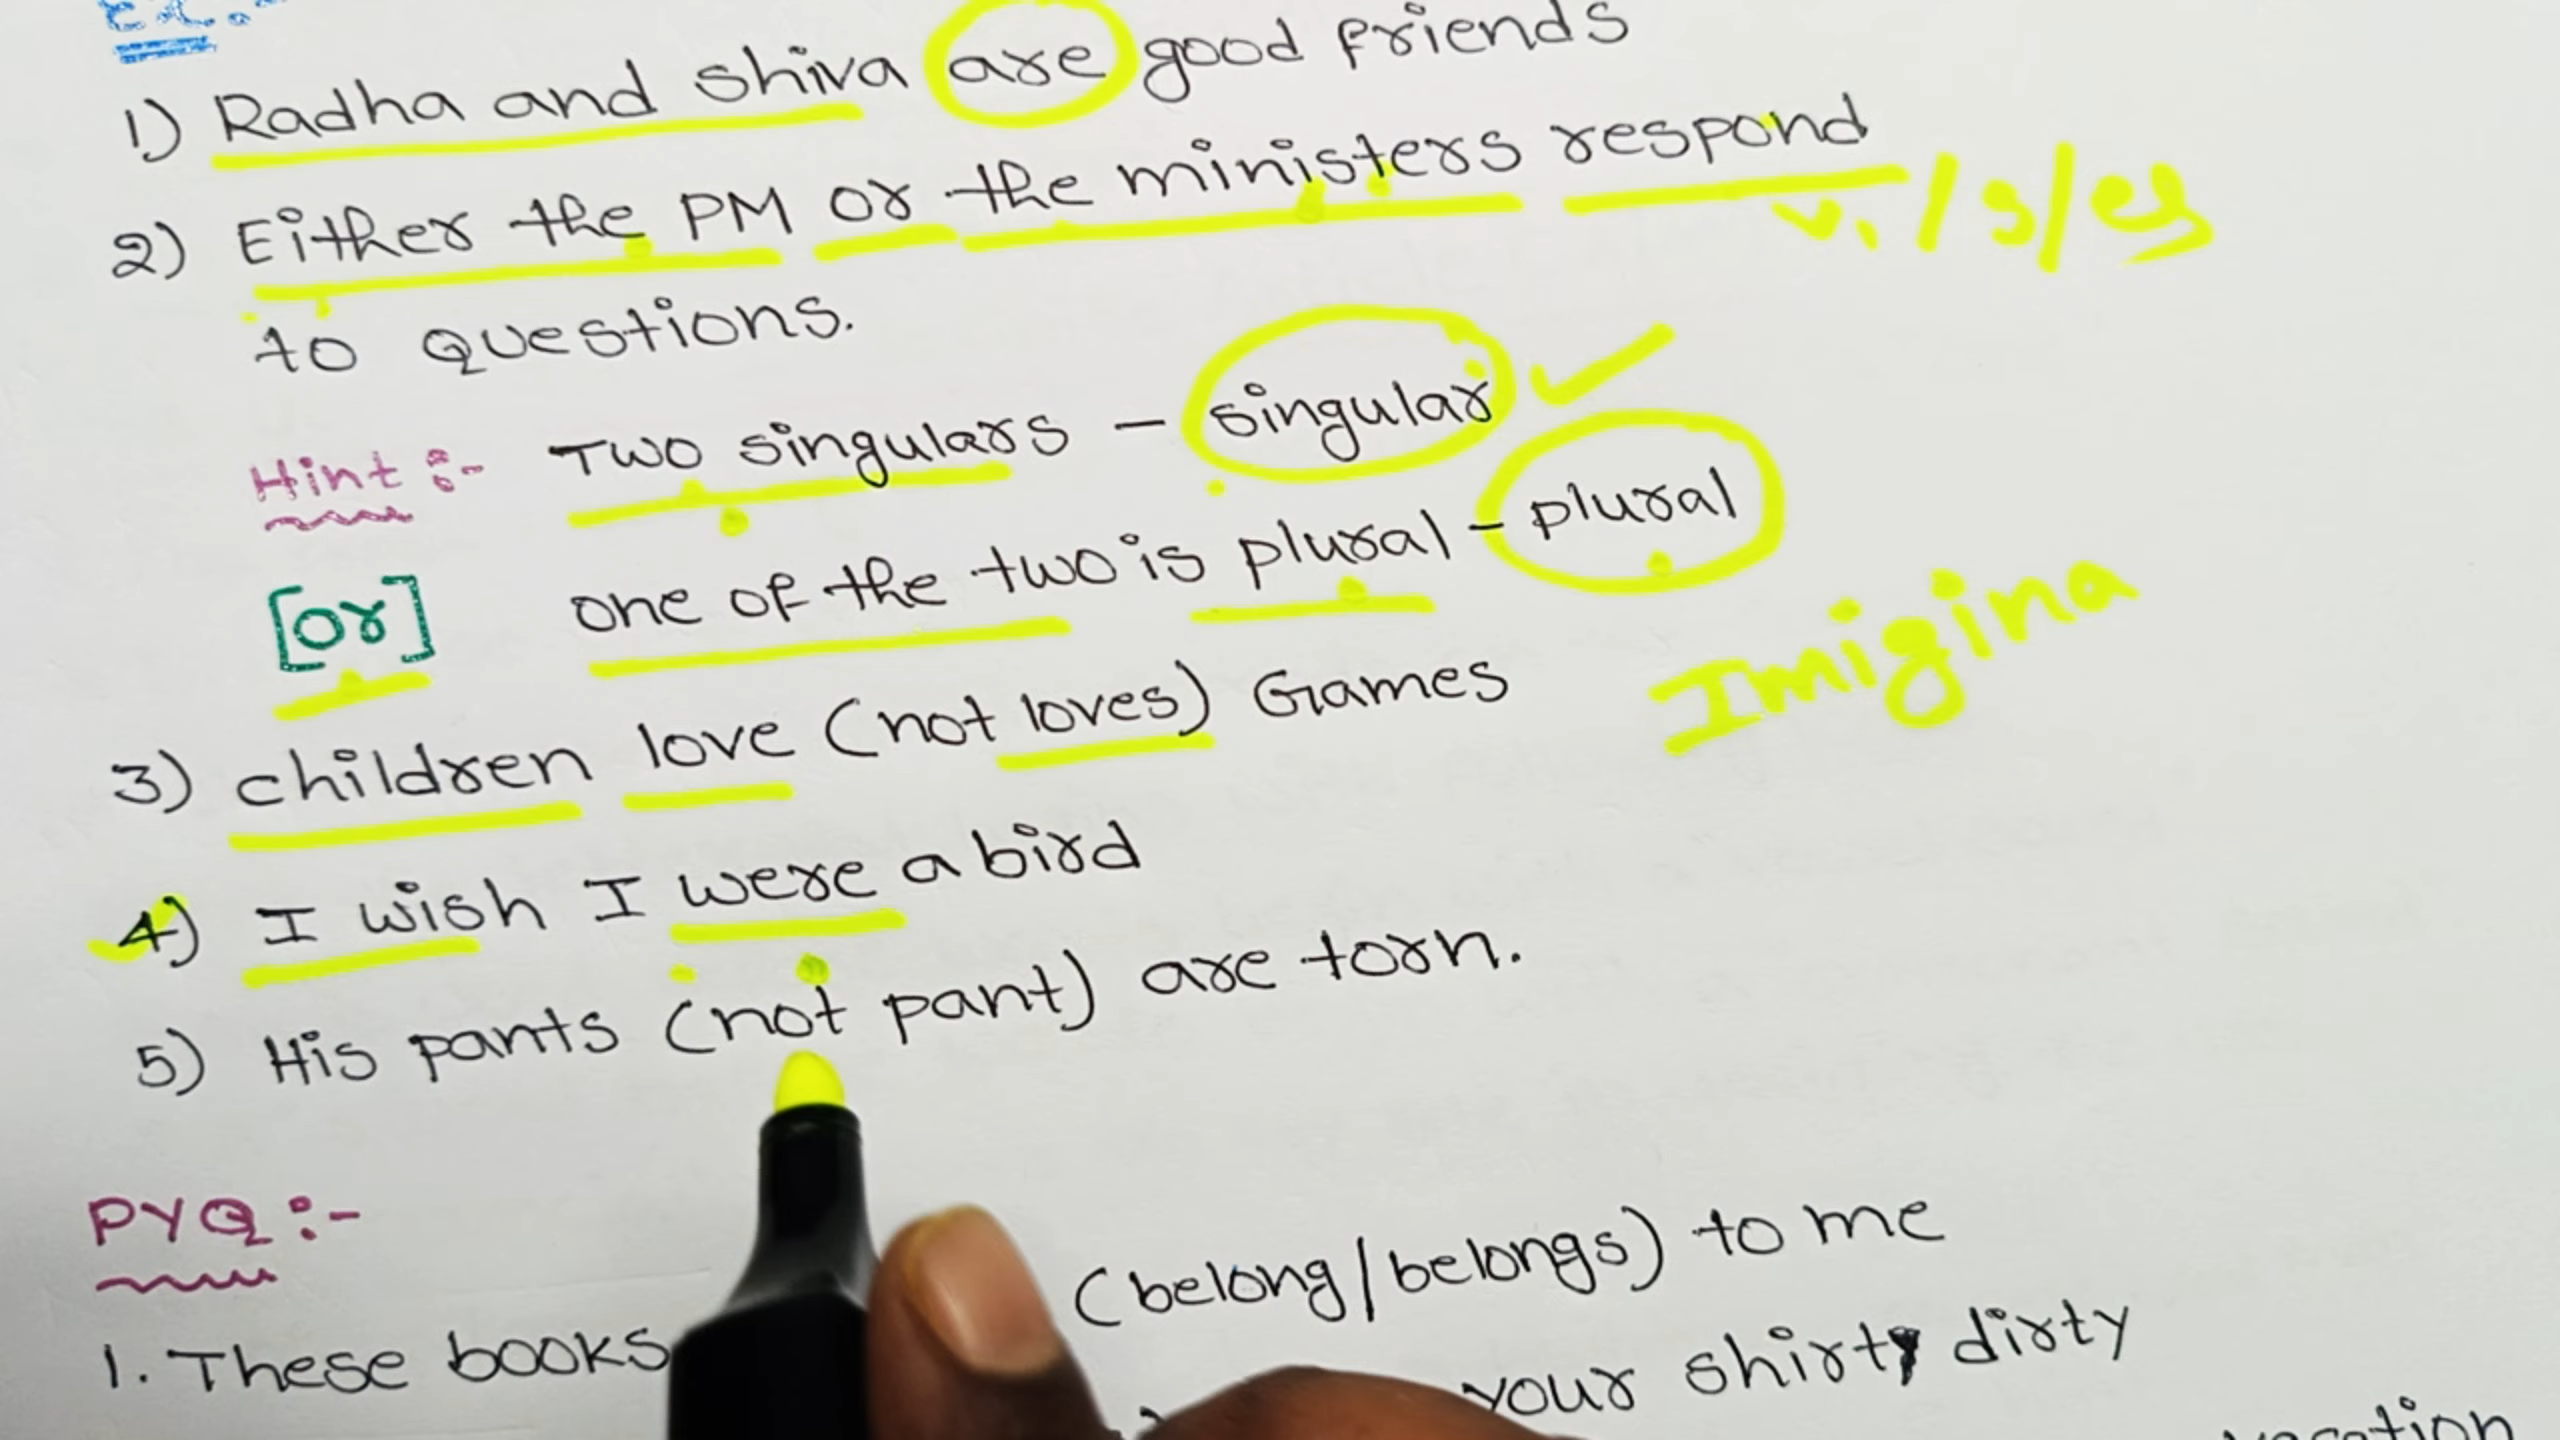 Ex:-
1) Radha and Shiva are good friends
2) Either the PM or the ministers respond
V1/s/es
to Questions.
Hint :- Two singulars - singular
[or] one of the two is plural - plural
Imigina
3) children love (not loves) Games
4) I wish I were a bird
5) His pants (not pant) are torn.
PYQ :-
1. These books (belong/belongs) to me
your shirt dirty